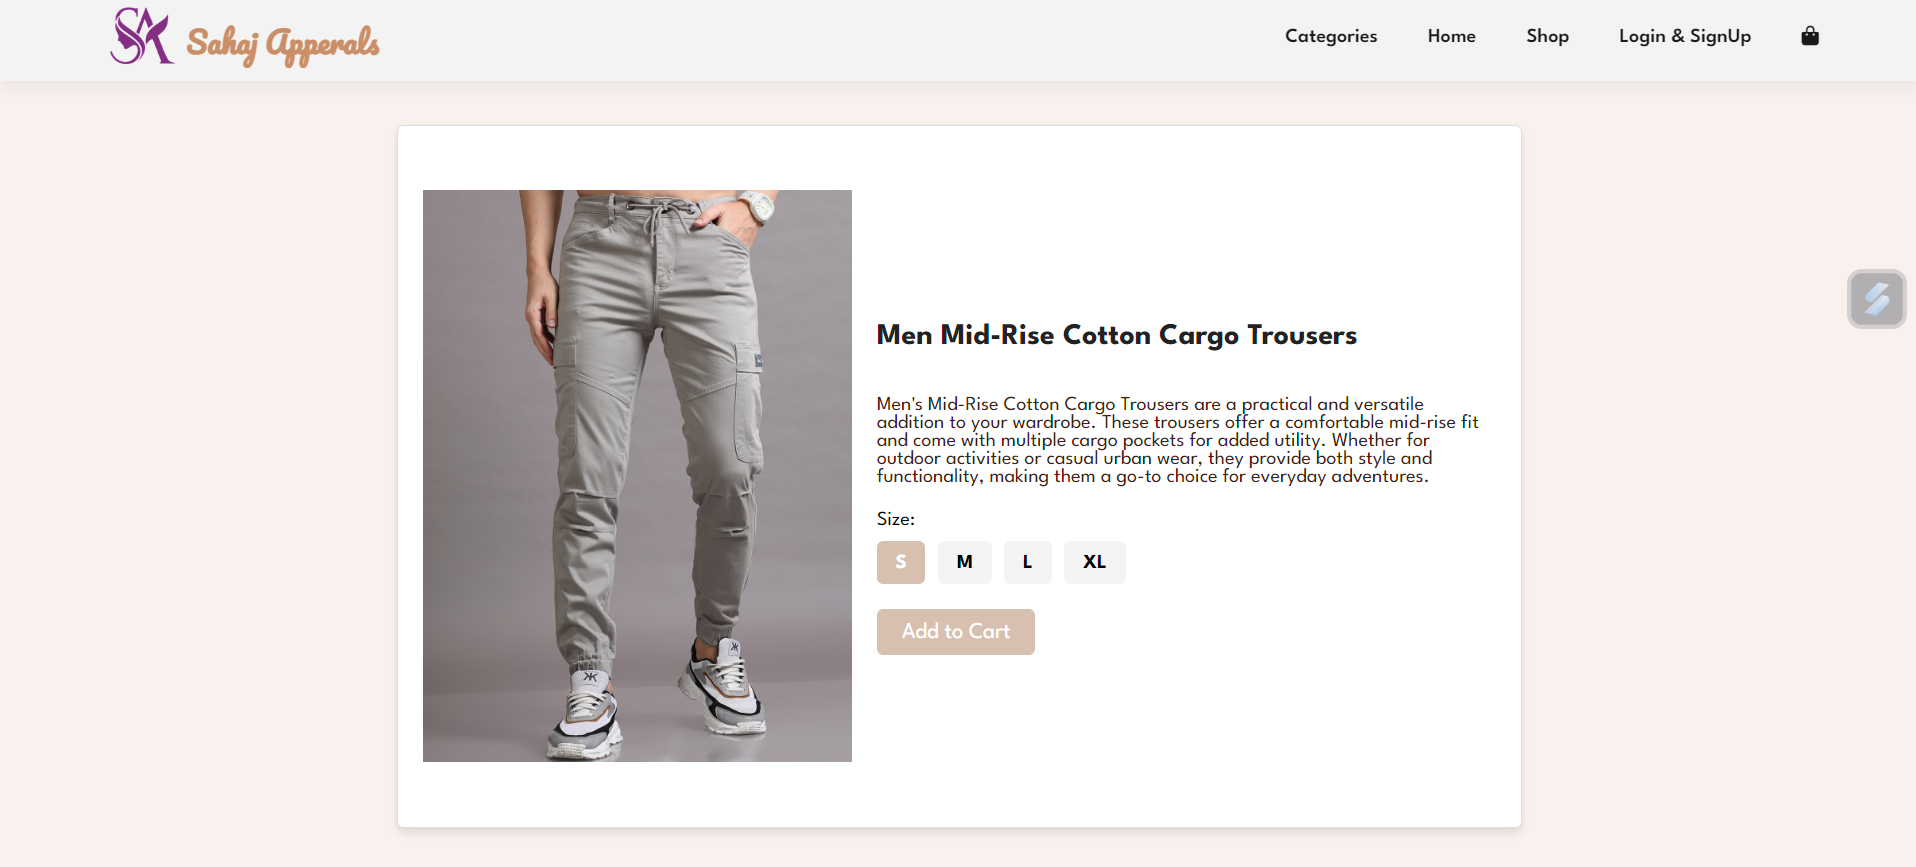 SA
Sahaj Apperals
Categories
Home
Shop
Login & SignUp
Men Mid-Rise Cotton Cargo Trousers
Men's Mid-Rise Cotton Cargo Trousers are a practical and versatile
addition to your wardrobe. These trousers offer a comfortable mid-rise fit
and come with multiple cargo pockets for added utility. Whether for
outdoor activities or casual urban wear, they provide both style and
functionality, making them a go-to choice for everyday adventures.
Size:
S
M
L
XL
Add to Cart